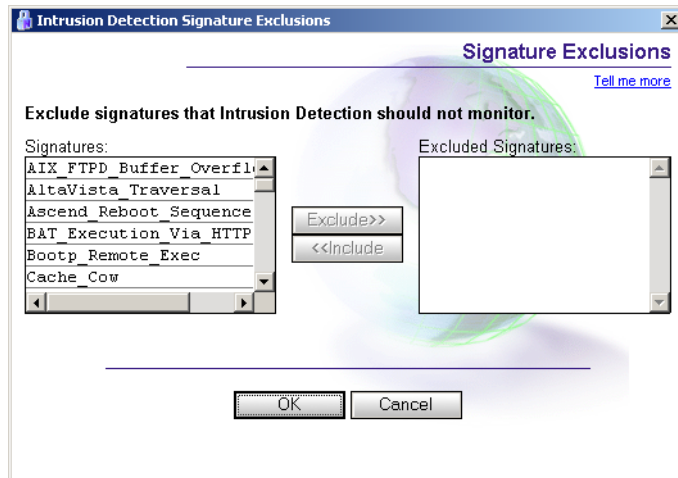 Intrusion Detection Signature Exclusions
Signature Exclusions
Tell me more
Exclude signatures that Intrusion Detection should not monitor.
Signatures:
Excluded Signatures:
AIX_FTPD_Buffer_Overfl
AltaVista_Traversal
Ascend_Reboot_Sequence
BAT_Execution_Via_HTTP
Bootp_Remote_Exec
Cache_Cow
Exclude>>
<<Include
OK
Cancel